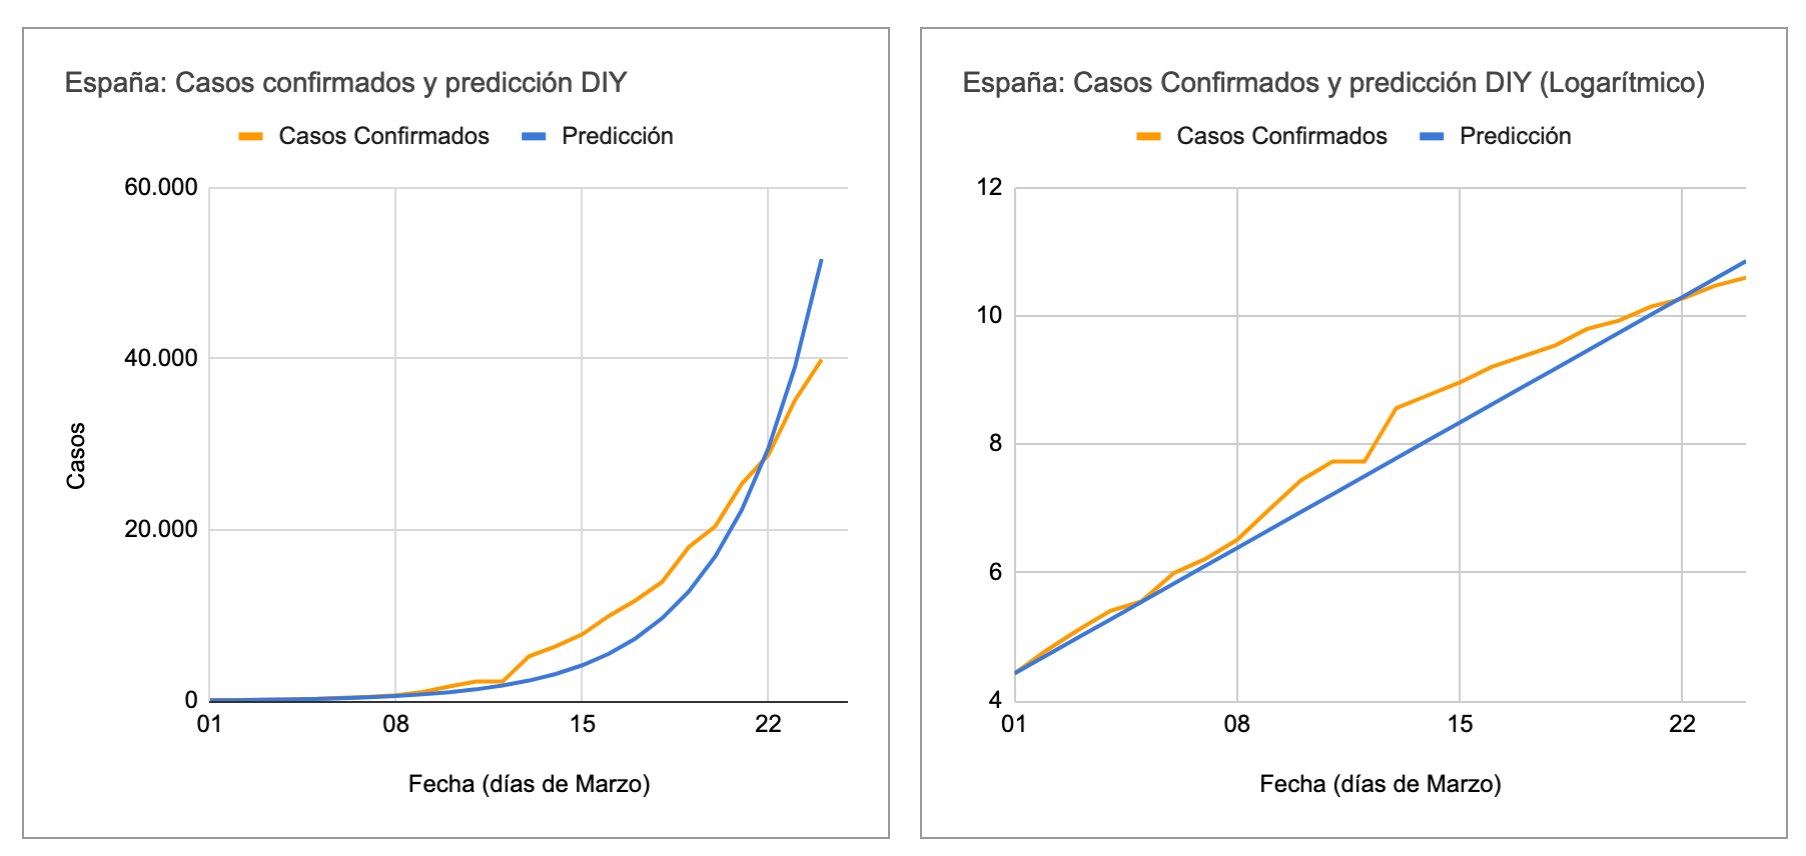 España: Casos confirmados y predicción DIY
Casos Confirmados Predicción
60.000
40.000
20.000
0
Casos
01 08 15 22
Fecha (días de Marzo)
España: Casos Confirmados y predicción DIY (Logarítmico)
Casos Confirmados Predicción
12
10
8
6
4
01 08 15 22
Fecha (días de Marzo)